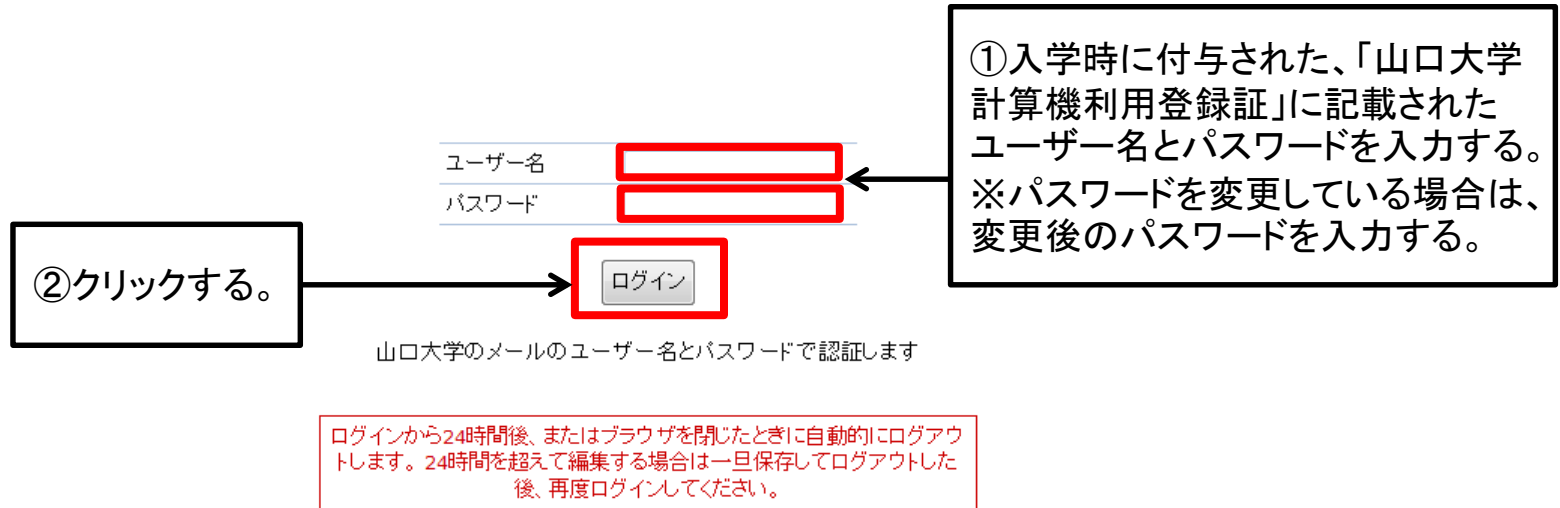 ①入学時に付与された、「山口大学
計算機利用登録証」に記載された
ユーザー名とパスワードを入力する。
※パスワードを変更している場合は、
変更後のパスワードを入力する。
ユーザー名
パスワード
②クリックする。
ログイン
山口大学のメールのユーザー名とパスワードで認証します
ログインから24時間後、またはブラウザを閉じたときに自動的にログアウ
トします。24時間を超えて編集する場合は一旦保存してログアウトした
後、再度ログインしてください。